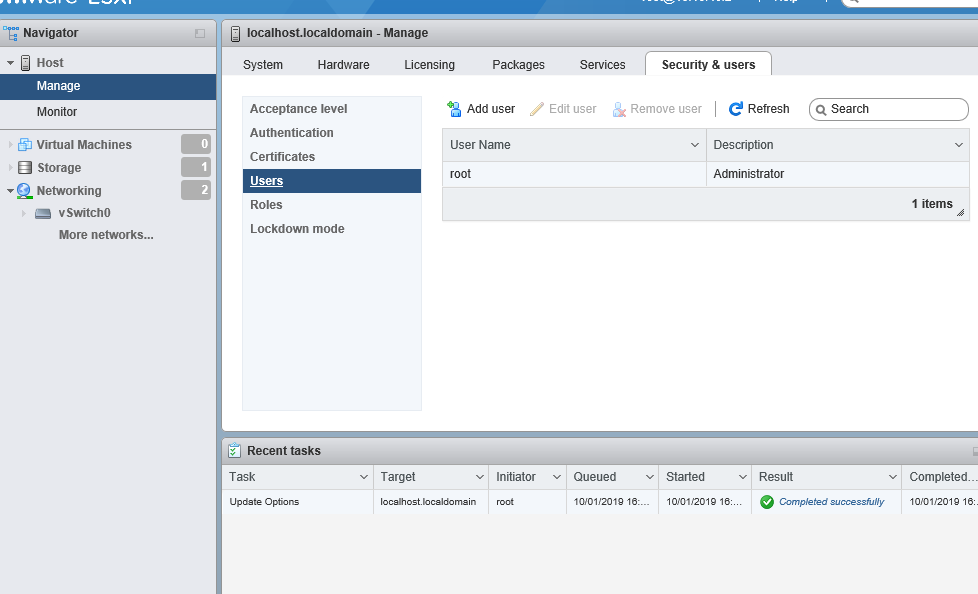 Navigator
Host
Manage
Monitor
Virtual Machines 0
Storage 1
Networking 2
vSwitch0
More networks...
localhost.localdomain - Manage
System Hardware Licensing Packages Services Security & users
Acceptance level
Authentication
Certificates
Users
Roles
Lockdown mode
Add user Edit user Remove user Refresh Search
User Name Description
root Administrator
1 items
Recent tasks
Task Target Initiator Queued Started Result Completed...
Update Options localhost.localdomain root 10/01/2019 16:... 10/01/2019 16:... Completed successfully 10/01/2019 16: